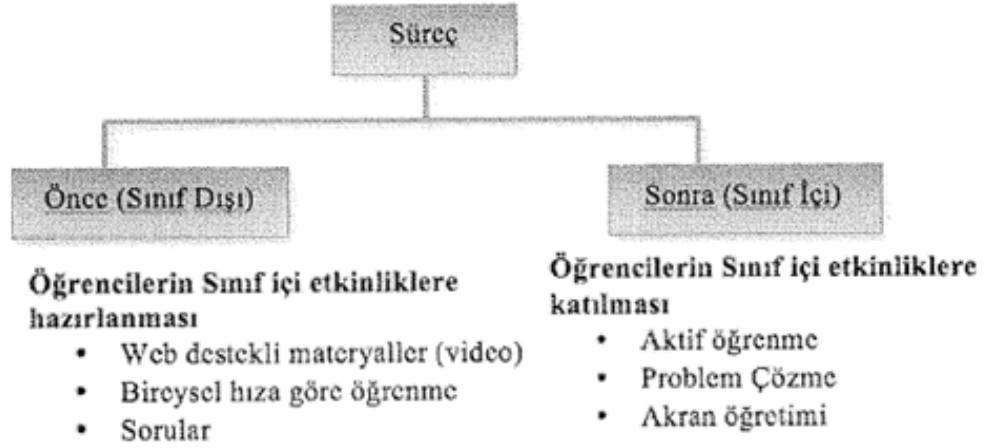 Süreç
Önce (Sınıf Dışı)
Sonra (Sınıf İçi)
Öğrencilerin Sınıf içi etkinliklere
hazırlanması
• Web destekli materyaller (video)
• Bireysel hıza göre öğrenme
• Sorular
Öğrencilerin Sınıf içi etkinliklere
katılması
• Aktif öğrenme
• Problem Çözme
• Akran öğretimi